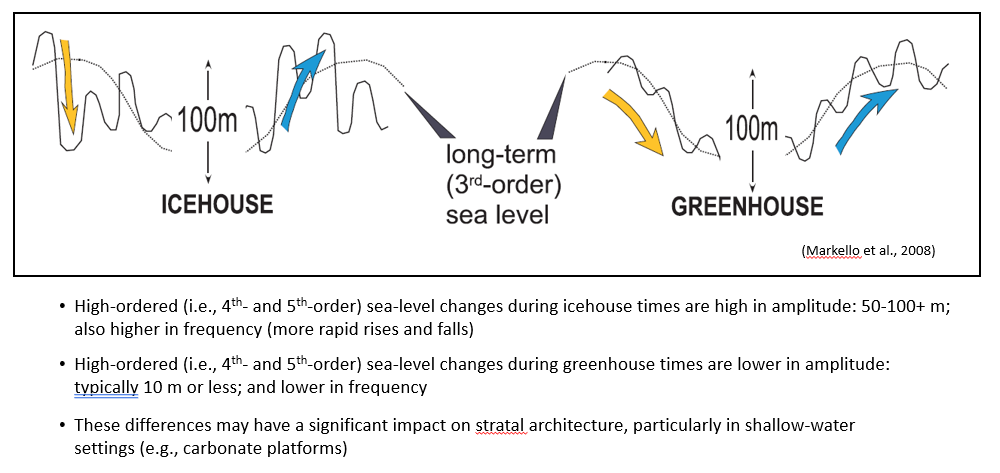 100m
100m
long-term
(3rd-order)
sea level
ICEHOUSE
GREENHOUSE
(Markello et al., 2008)
• High-ordered (i.e., 4th- and 5th-order) sea-level changes during icehouse times are high in amplitude: 50-100+ m;
also higher in frequency (more rapid rises and falls)
• High-ordered (i.e., 4th- and 5th-order) sea-level changes during greenhouse times are lower in amplitude:
typically 10 m or less; and lower in frequency
• These differences may have a significant impact on stratal architecture, particularly in shallow-water
settings (e.g., carbonate platforms)